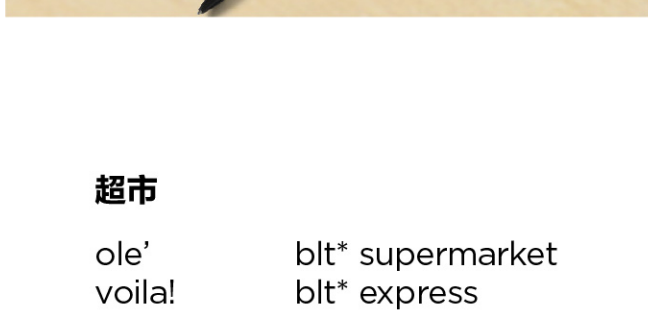 超市
ole’ blt* supermarket
voila! blt* express